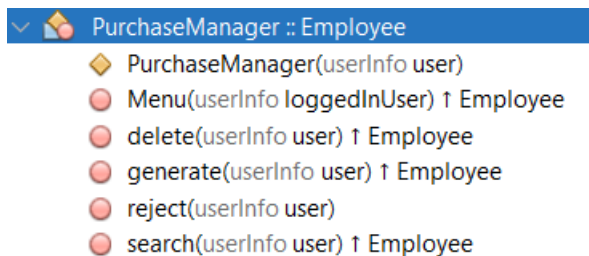 PurchaseManager :: Employee
PurchaseManager(userInfo user)
Menu(userInfo loggedInUser) ↑ Employee
delete(userInfo user) ↑ Employee
generate(userInfo user) ↑ Employee
reject(userInfo user)
search(userInfo user) ↑ Employee